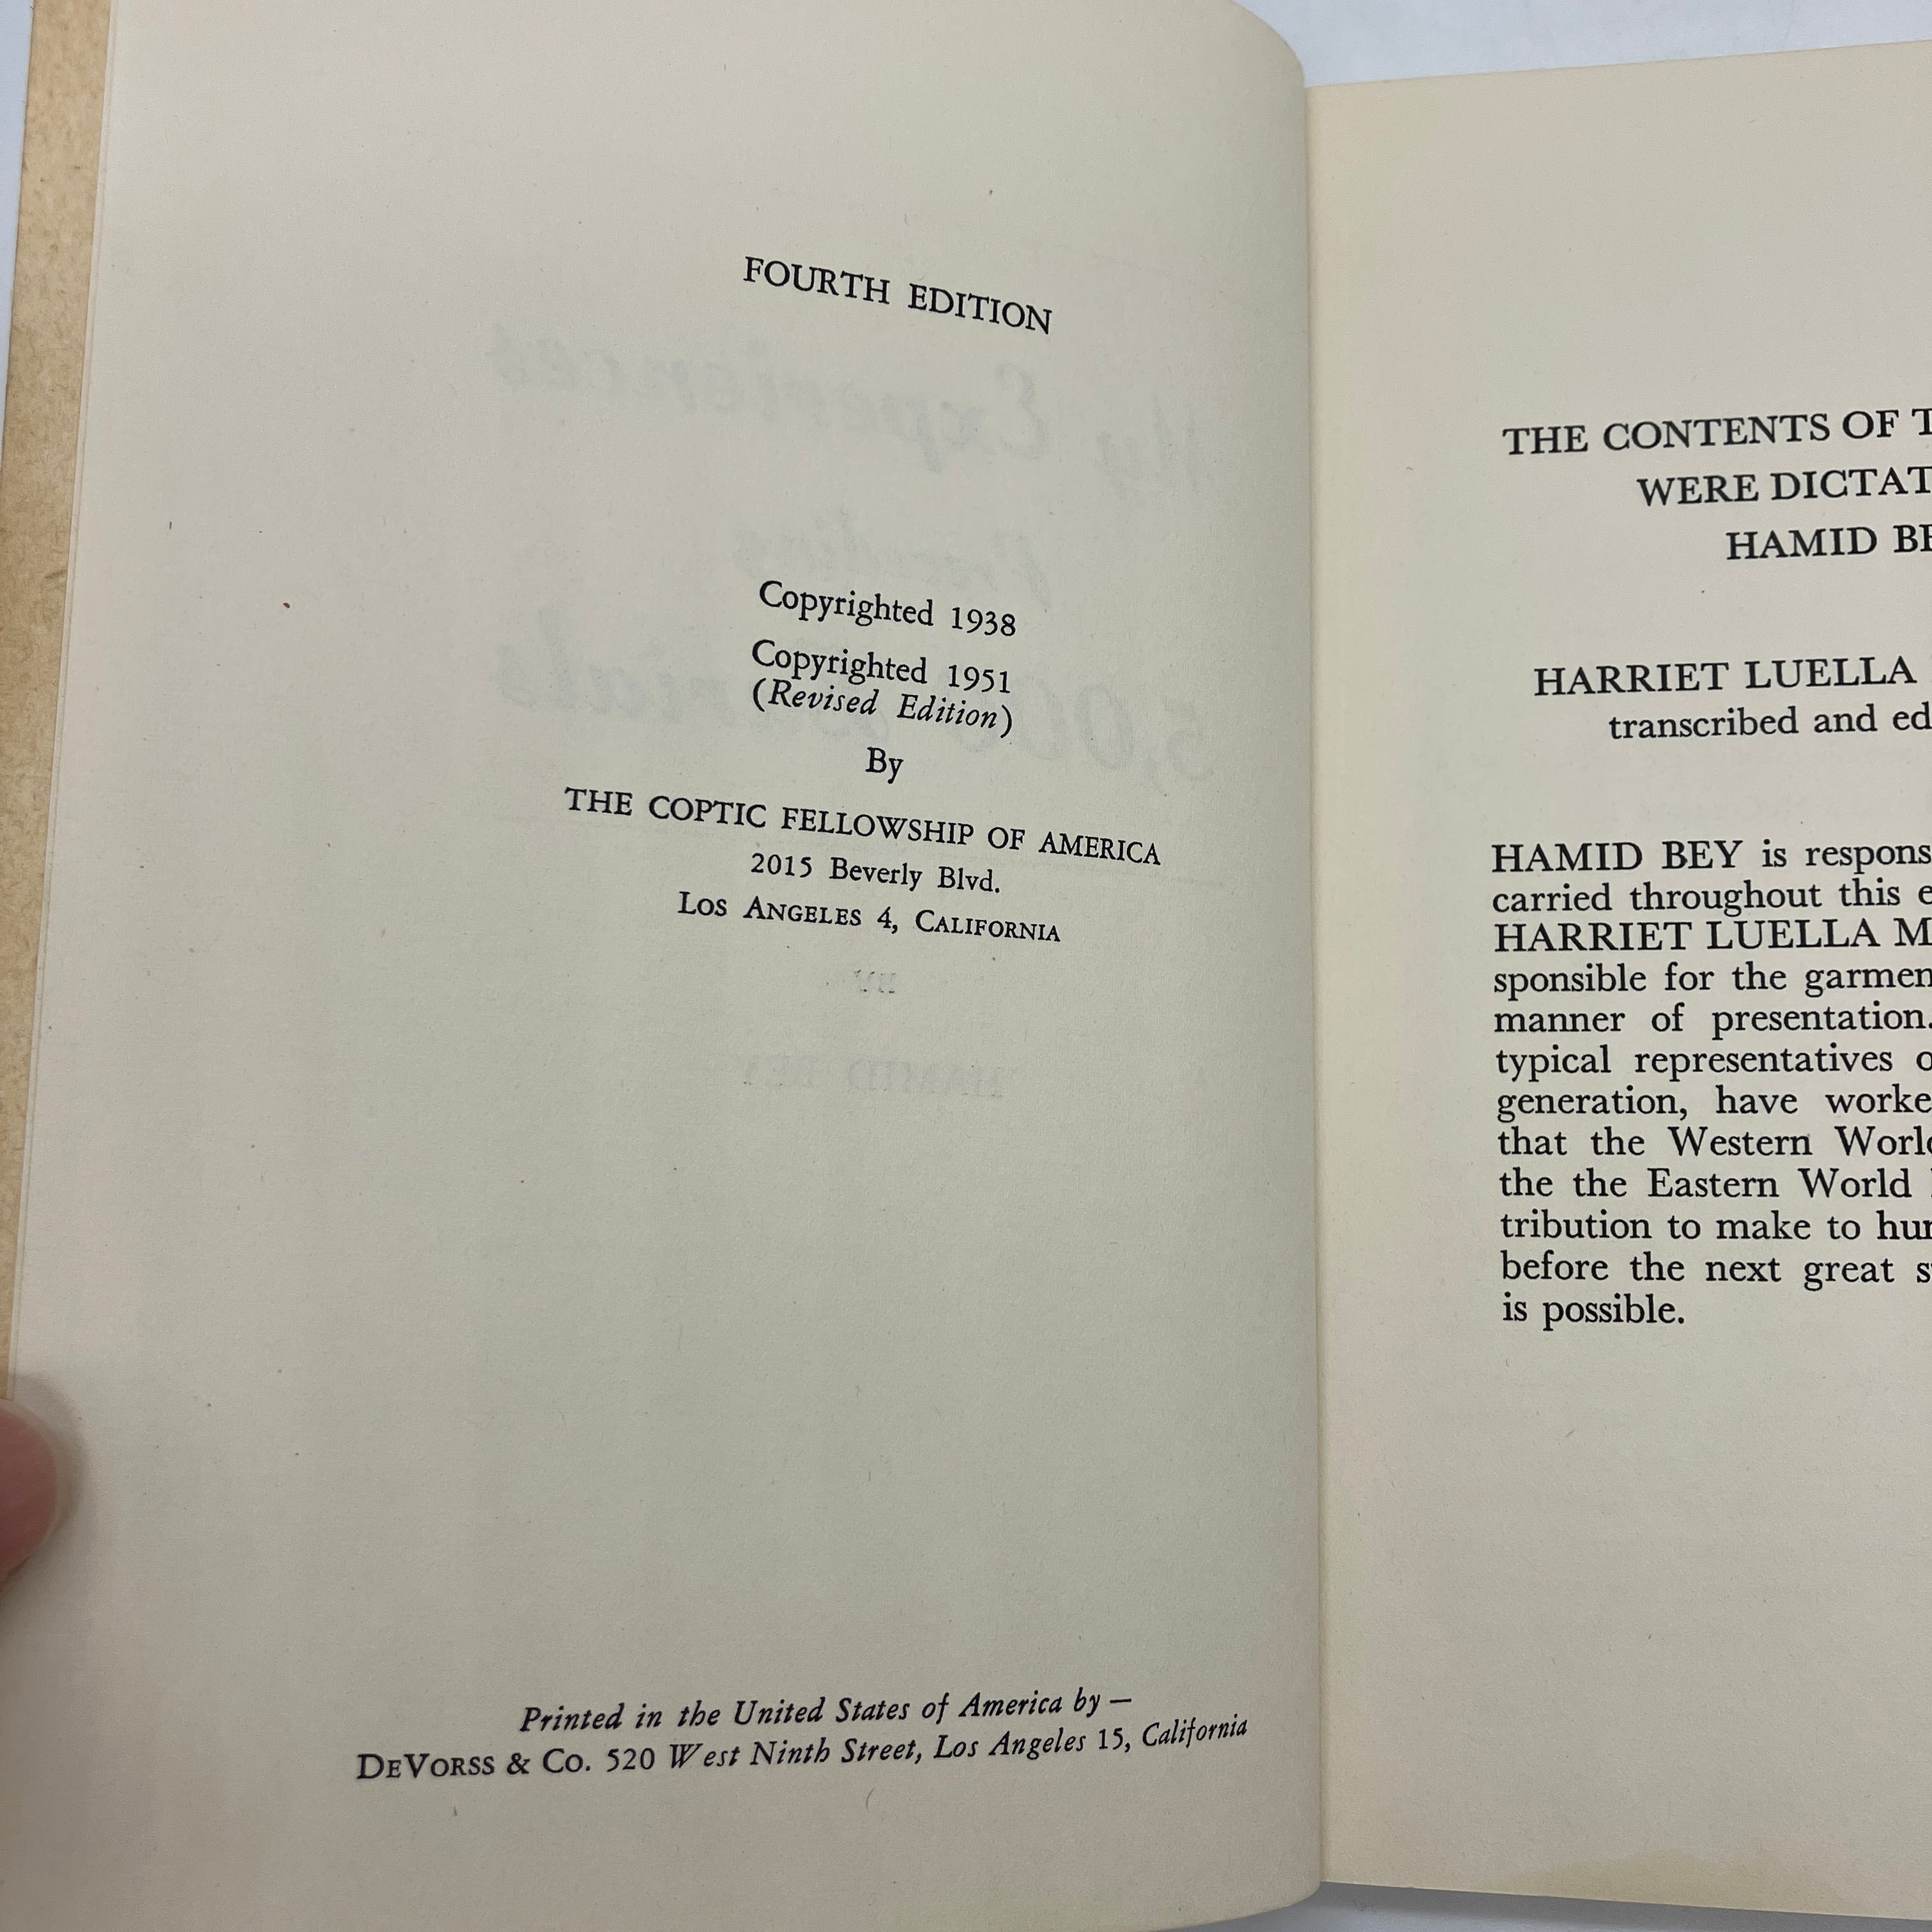 FOURTH EDITION
Copyrighted 1938
Copyrighted 1951
(Revised Edition)
By
THE COPTIC FELLOWSHIP OF AMERICA
2015 Beverly Blvd.
LOS ANGELES 4, CALIFORNIA
Printed in the United States of America by —
DEVORSS & CO. 520 West Ninth Street, Los Angeles 15, California
THE CONTENTS OF T
WERE DICTAT
HAMID BE
HARRIET LUELLA
transcribed and ed
HAMID BEY is respons
carried throughout this e
HARRIET LUELLA M
sponsible for the garmen
manner of presentation.
typical representatives o
generation, have worke
that the Western World
the the Eastern World
tribution to make to hum
before the next great s
is possible.